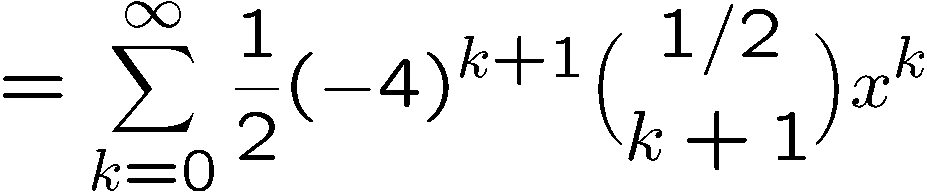 = \sum_{k=0}^{\infty} \frac{1}{2}(-4)^{k+1} \binom{1/2}{k+1} x^k